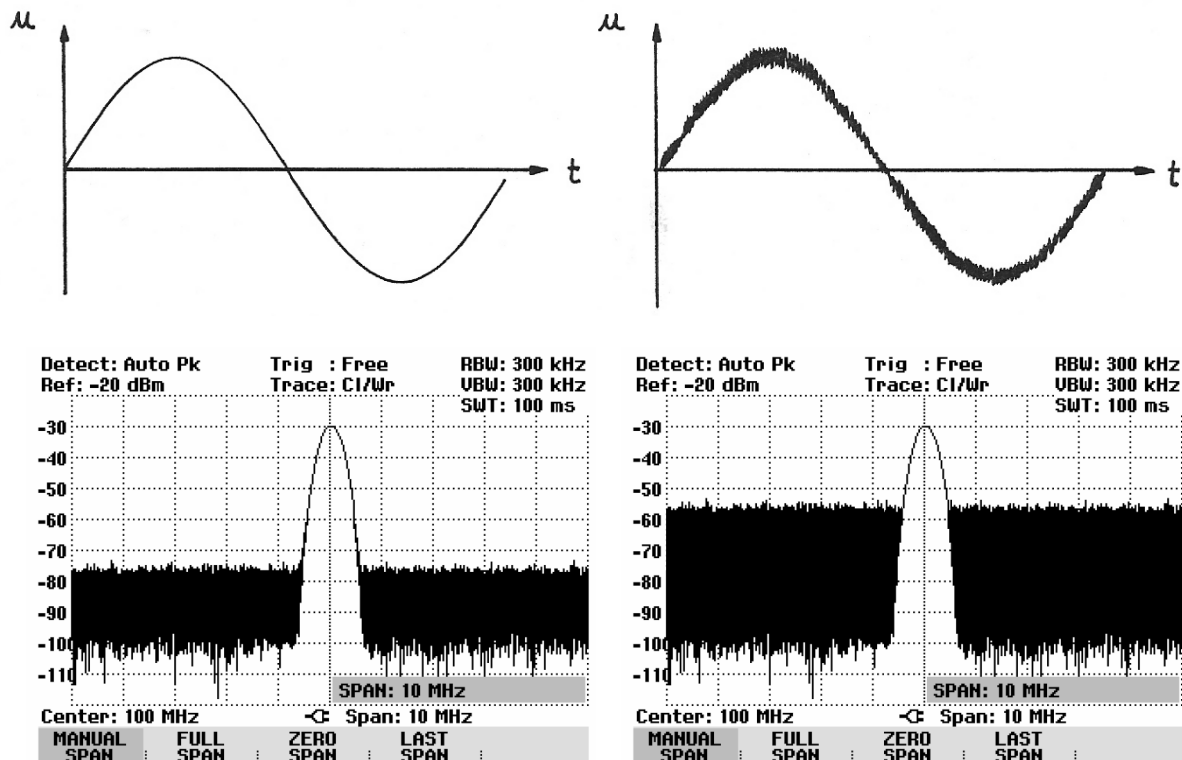 u
t
u
t
Detect: Auto Pk Trig : Free RBW: 300 kHz
Ref: -20 dBm Trace: Cl/Wr VBW: 300 kHz
SWT: 100 ms
-30
-40
-50
-60
-70
-80
-90
-100
-110
SPAN: 10 MHz
Center: 100 MHz Span: 10 MHz
MANUAL SPAN FULL SPAN ZERO SPAN LAST SPAN
Detect: Auto Pk Trig : Free RBW: 300 kHz
Ref: -20 dBm Trace: Cl/Wr VBW: 300 kHz
SWT: 100 ms
-30
-40
-50
-60
-70
-80
-90
-100
-110
SPAN: 10 MHz
Center: 100 MHz Span: 10 MHz
MANUAL SPAN FULL SPAN ZERO SPAN LAST SPAN